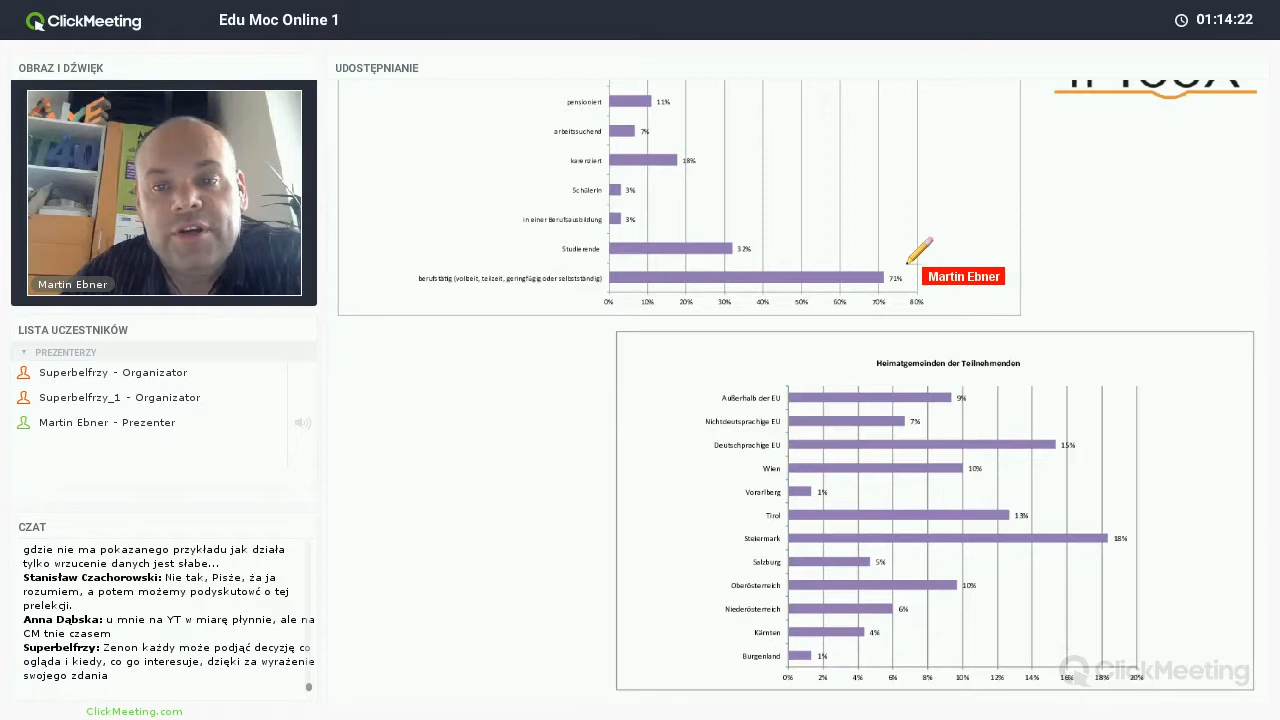 ClickMeeting
Edu Moc Online 1
01:14:22
OBRAZ I DŹWIĘK
Martin Ebner
LISTA UCZESTNIKÓW
PREZENTERZY
Superbelfrzy - Organizator
Superbelfrzy_1 - Organizator
Martin Ebner - Prezenter
CZAT
gdzie nie ma pokazanego przykładu jak działa
tylko wrzucenie danych jest słabe...
Stanisław Czachorowski: Nie tak, Pisże, ża ja
rozumiem, a potem możemy podyskutowć o tej
prelekcji.
Anna Dąbska: u mnie na YT w miarę płynnie, ale na
CM tnie czasem
Superbelfrzy: Zenon każdy może podjąć decyzję co
ogląda i kiedy, co go interesuje, dzięki za wyrażenie
swojego zdania
ClickMeeting.com
UDOSTĘPNIANIE
pensioniert 11%
arbeitssuchend 7%
karenziert 18%
SchülerIn 3%
in einer Berufsausbildung 3%
Studierende 32%
berufstätig (vollzeit, teilzeit, geringfügig oder selbstständig) 71%
0% 10% 20% 30% 40% 50% 60% 70% 80%
Martin Ebner
Heimatgemeinden der Teilnehmenden
Außerhalb der EU 9%
Nichtdeutsprachige EU 7%
Deutschprachige EU 15%
Wien 10%
Vorarlberg 1%
Tirol 13%
Steiermark 18%
Salzburg 5%
Oberösterreich 10%
Niederösterreich 6%
Kärnten 4%
Burgenland 1%
0% 2% 4% 6% 8% 10% 12% 14% 16% 18% 20%
ClickMeeting